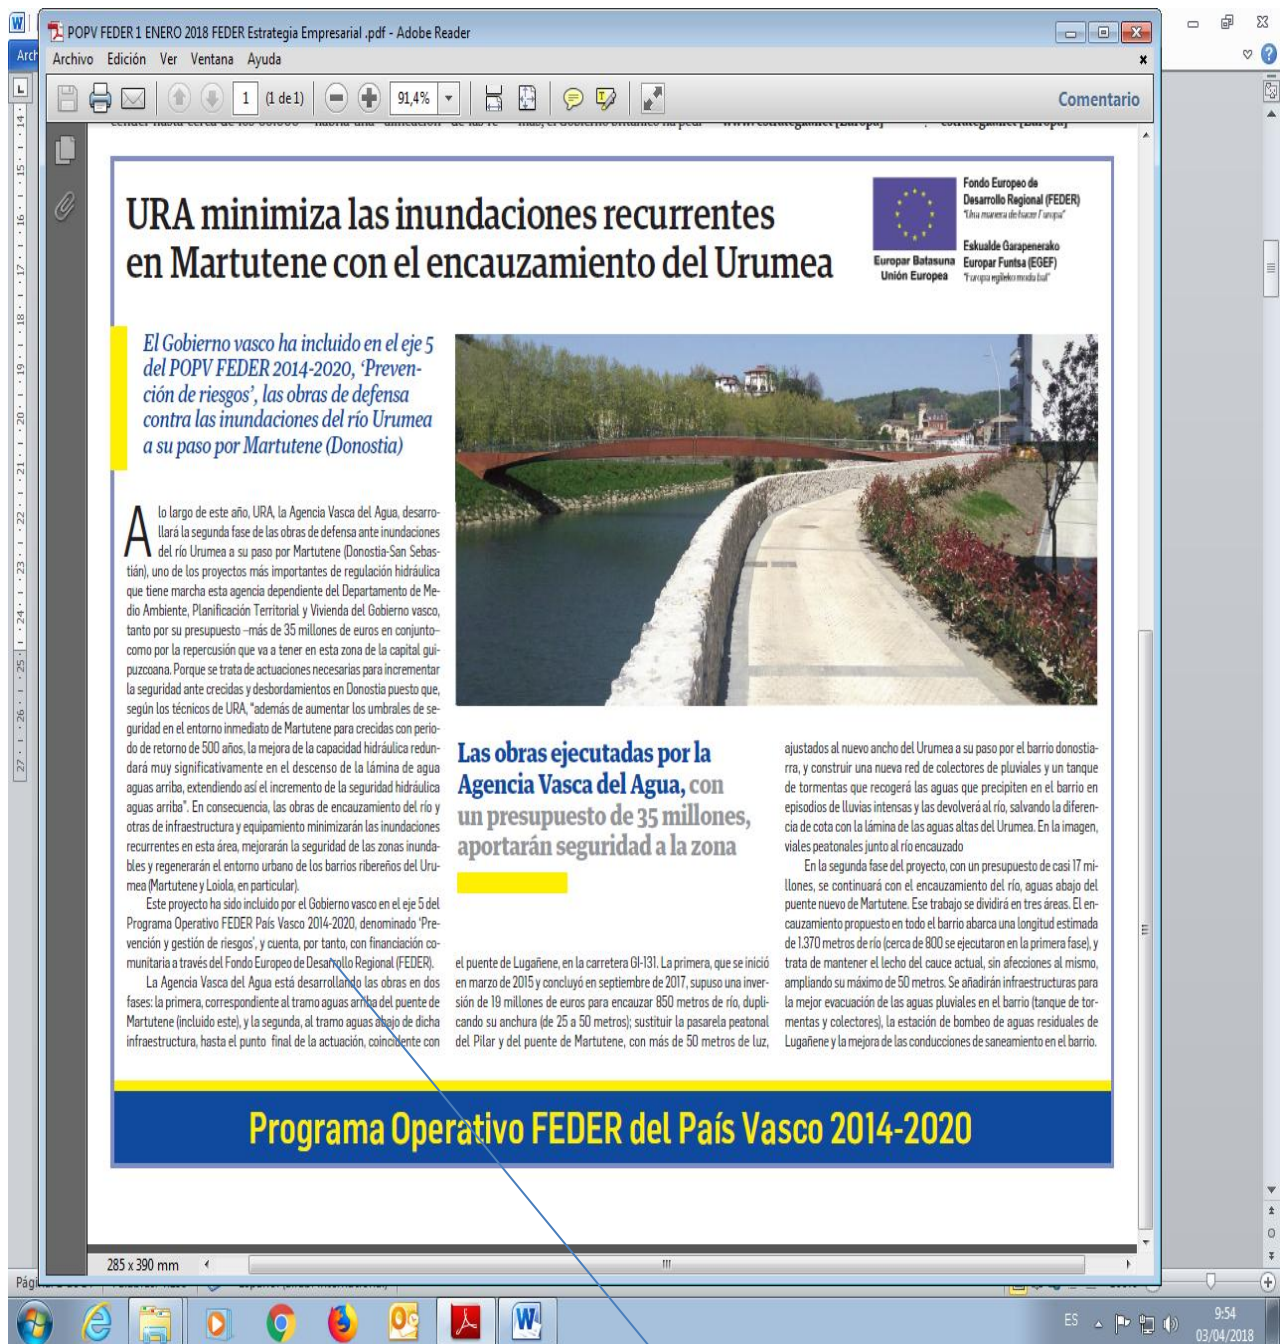 POPV FEDER 1 ENERO 2018 FEDER Estrategia Empresarial .pdf - Adobe Reader
Archivo Edición Ver Ventana Ayuda
1 (1 de 1) 91,4% Comentario
URA minimiza las inundaciones recurrentes
en Martutene con el encauzamiento del Urumea
Fondo Europeo de
Desarrollo Regional (FEDER)
"Una manera de hacer Europa"
Eskualde Garapenerako
Europar Funtsa (EGEF)
"Europa egiteko modu bat"
Europar Batasuna
Unión Europea
El Gobierno vasco ha incluido en el eje 5
del POPV FEDER 2014-2020, ‘Preven-
ción de riesgos’, las obras de defensa
contra las inundaciones del río Urumea
a su paso por Martutene (Donostia)
A lo largo de este año, URA, la Agencia Vasca del Agua, desarro-
llará la segunda fase de las obras de defensa ante inundaciones
del río Urumea a su paso por Martutene (Donostia-San Sebas-
tián), uno de los proyectos más importantes de regulación hidráulica
que tiene marcha esta agencia dependiente del Departamento de Me-
dio Ambiente, Planificación Territorial y Vivienda del Gobierno vasco,
tanto por su presupuesto –más de 35 millones de euros en conjunto–
como por la repercusión que va a tener en esta zona de la capital gui-
puzcoana. Porque se trata de actuaciones necesarias para incrementar
la seguridad ante crecidas y desbordamientos en Donostia puesto que,
según los técnicos de URA, "además de aumentar los umbrales de se-
guridad en el entorno inmediato de Martutene para crecidas con perio-
do de retorno de 500 años, la mejora de la capacidad hidráulica redun-
dará muy significativamente en el descenso de la lámina de agua
aguas arriba, extendiendo así el incremento de la seguridad hidráulica
aguas arriba". En consecuencia, las obras de encauzamiento del río y
otras de infraestructura y equipamiento minimizarán las inundaciones
recurrentes en esta área, mejorarán la seguridad de las zonas inunda-
bles y regenerarán el entorno urbano de los barrios ribereños del Uru-
mea (Martutene y Loiola, en particular).
Este proyecto ha sido incluido por el Gobierno vasco en el eje 5 del
Programa Operativo FEDER País Vasco 2014-2020, denominado ‘Pre-
vención y gestión de riesgos’, y cuenta, por tanto, con financiación co-
munitaria a través del Fondo Europeo de Desarrollo Regional (FEDER).
La Agencia Vasca del Agua está desarrollando las obras en dos
fases: la primera, correspondiente al tramo aguas arriba del puente de
Martutene (incluido este), y la segunda, al tramo aguas abajo de dicha
infraestructura, hasta el punto final de la actuación, coincidente con
Las obras ejecutadas por la
Agencia Vasca del Agua, con
un presupuesto de 35 millones,
aportarán seguridad a la zona
el puente de Lugañene, en la carretera GI-131. La primera, que se inició
en marzo de 2015 y concluyó en septiembre de 2017, supuso una inver-
sión de 19 millones de euros para encauzar 850 metros de río, dupli-
cando su anchura (de 25 a 50 metros); sustituir la pasarela peatonal
del Pilar y del puente de Martutene, con más de 50 metros de luz,
ajustados al nuevo ancho del Urumea a su paso por el barrio donostia-
rra, y construir una nueva red de colectores de pluviales y un tanque
de tormentas que recogerá las aguas que precipiten en el barrio en
episodios de lluvias intensas y las devolverá al río, salvando la diferen-
cia de cota con la lámina de las aguas altas del Urumea. En la imagen,
viales peatonales junto al río encauzado
En la segunda fase del proyecto, con un presupuesto de casi 17 mi-
llones, se continuará con el encauzamiento del río, aguas abajo del
puente nuevo de Martutene. Ese trabajo se dividirá en tres áreas. El en-
cauzamiento propuesto en todo el barrio abarca una longitud estimada
de 1.370 metros de río (cerca de 800 se ejecutaron en la primera fase), y
trata de mantener el lecho del cauce actual, sin afecciones al mismo,
ampliando su máximo de 50 metros. Se añadirán infraestructuras para
la mejor evacuación de las aguas pluviales en el barrio (tanque de tor-
mentas y colectores), la estación de bombeo de aguas residuales de
Lugañene y la mejora de las conducciones de saneamiento en el barrio.
Programa Operativo FEDER del País Vasco 2014-2020
285 x 390 mm
ES 9:54
03/04/2018